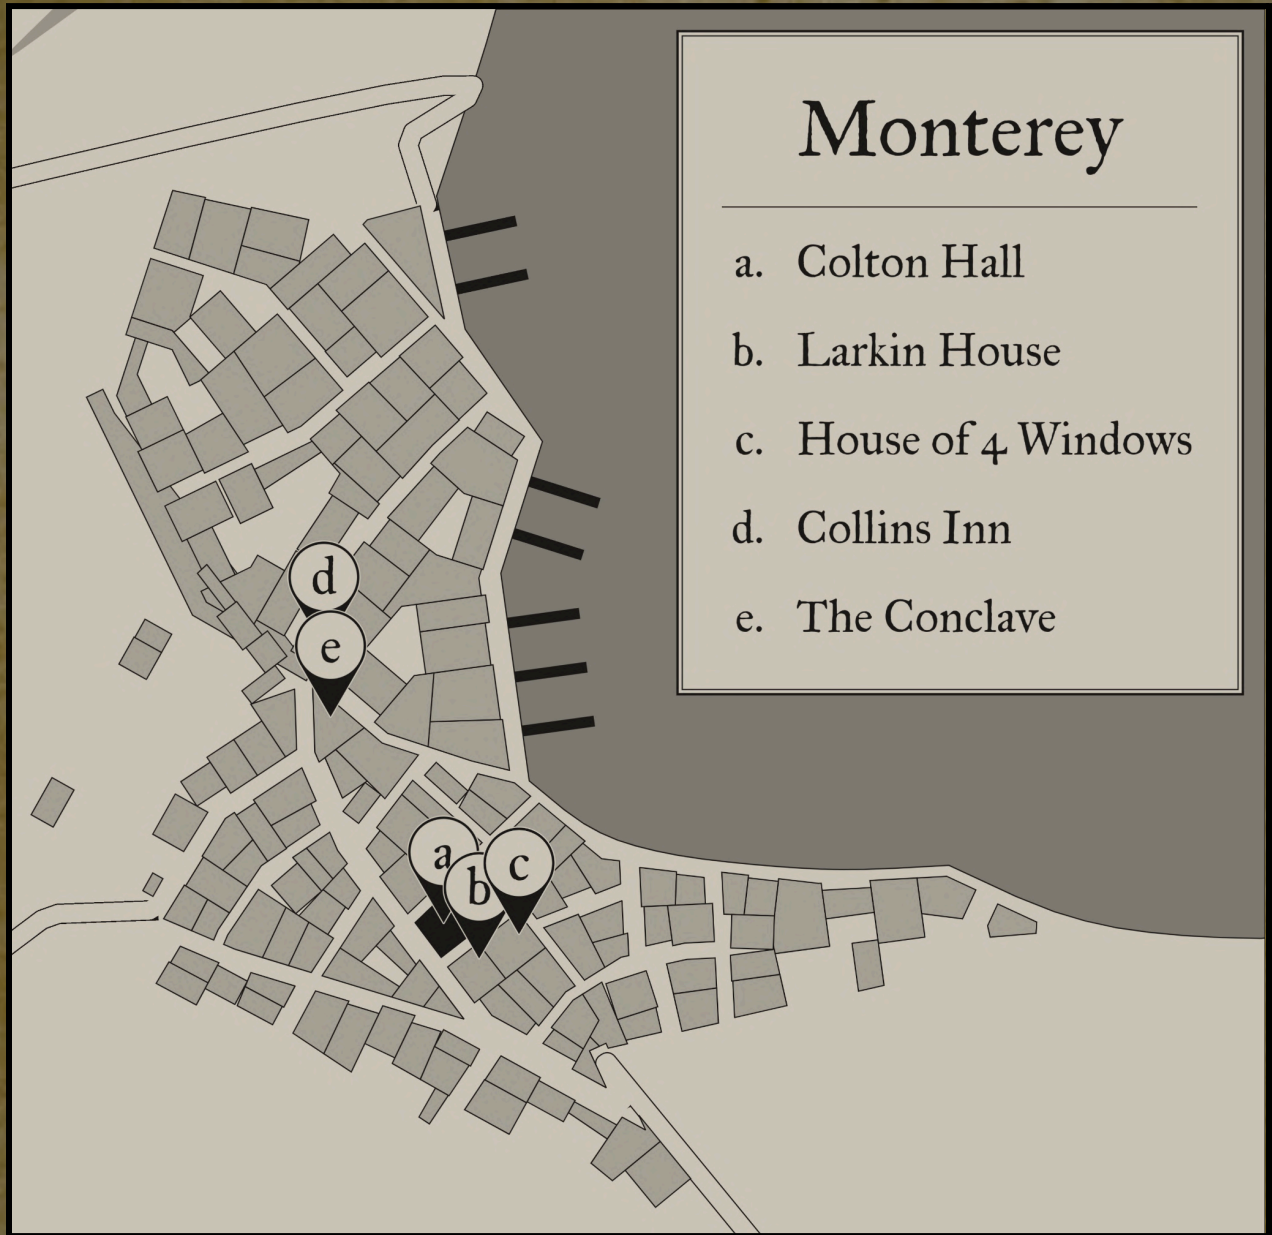 Monterey
a. Colton Hall
b. Larkin House
c. House of 4 Windows
d. Collins Inn
e. The Conclave
d
e
a
b
c